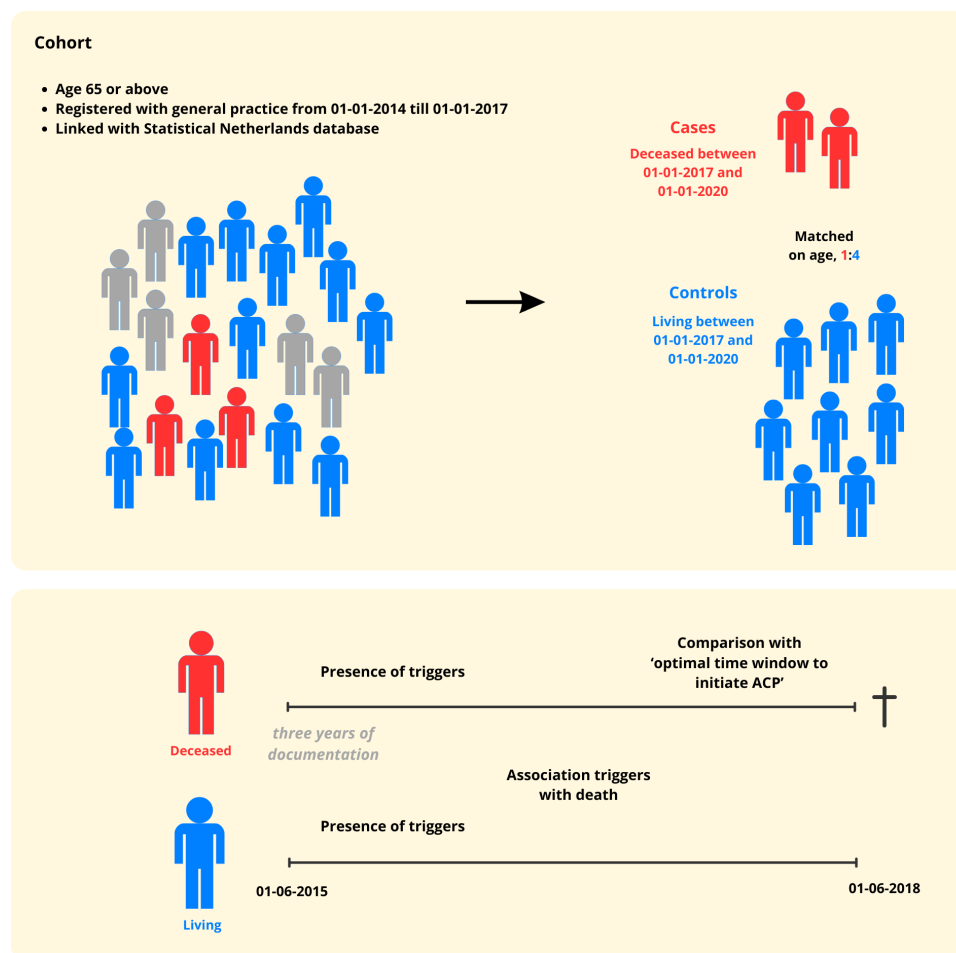 Cohort
• Age 65 or above
• Registered with general practice from 01-01-2014 till 01-01-2017
• Linked with Statistical Netherlands database
Cases
Deceased between
01-01-2017 and
01-01-2020
Matched
on age, 1:4
Controls
Living between
01-01-2017 and
01-01-2020
Presence of triggers
Comparison with
‘optimal time window to
initiate ACP’
three years of
documentation
Deceased
Association triggers
with death
Presence of triggers
01-06-2015
01-06-2018
Living